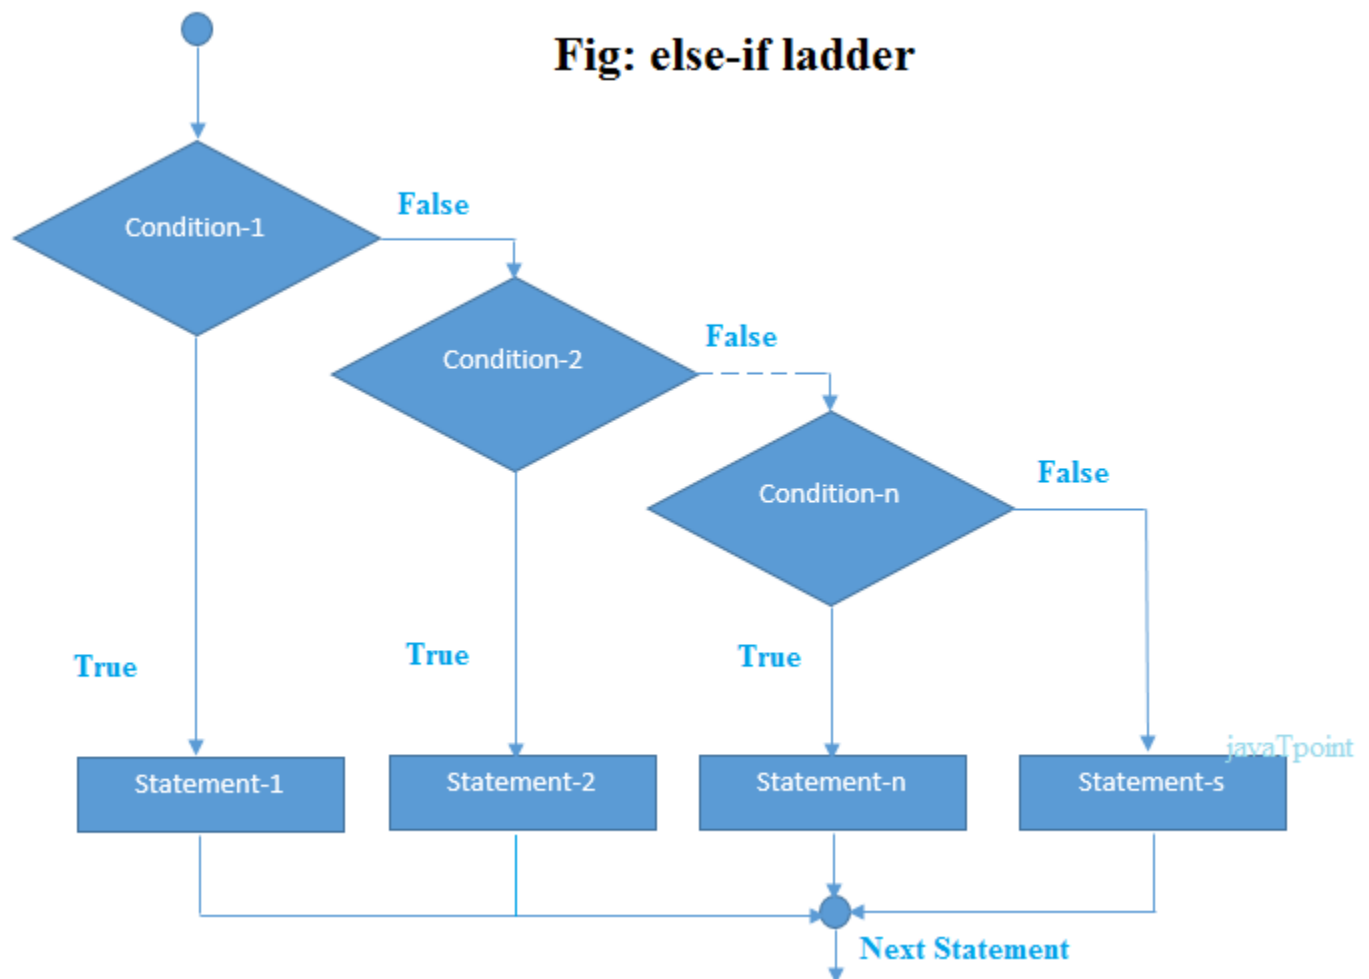 Fig: else-if ladder
Condition-1
False
Condition-2
False
Condition-n
False
True
True
True
Statement-1
Statement-2
Statement-n
Statement-s
javaTpoint
Next Statement